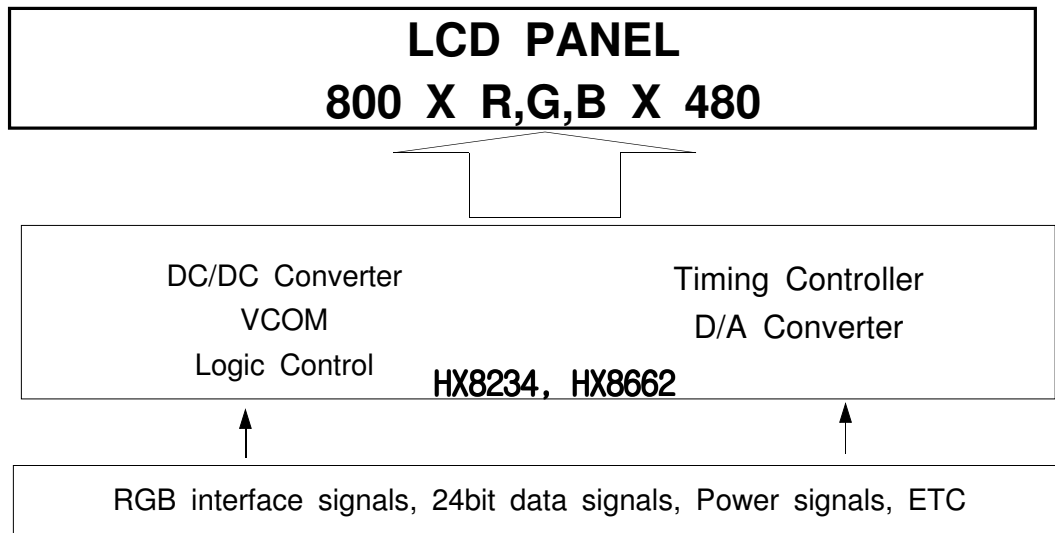 LCD PANEL
800 X R,G,B X 480
DC/DC Converter
VCOM
Logic Control
Timing Controller
D/A Converter
HX8234, HX8662
RGB interface signals, 24bit data signals, Power signals, ETC